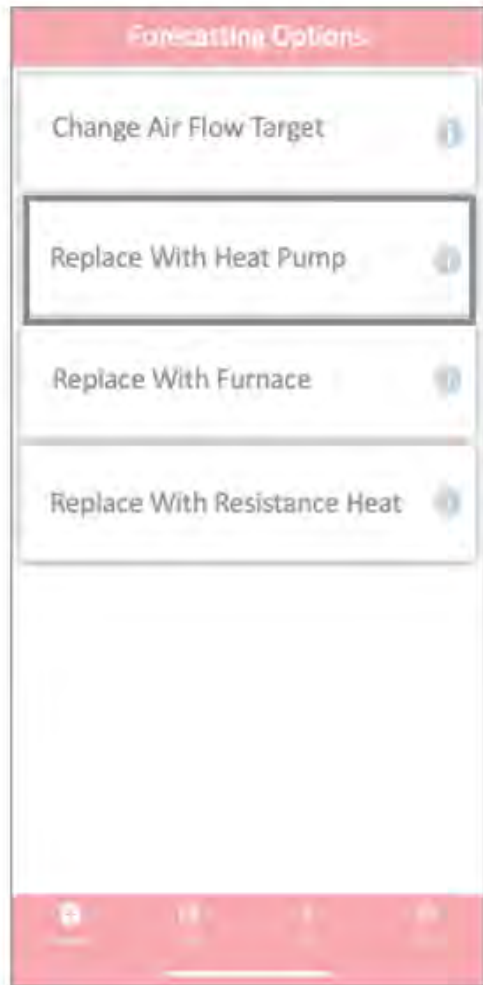 Forecasting Options
Change Air Flow Target
Replace With Heat Pump
Replace With Furnace
Replace With Resistance Heat